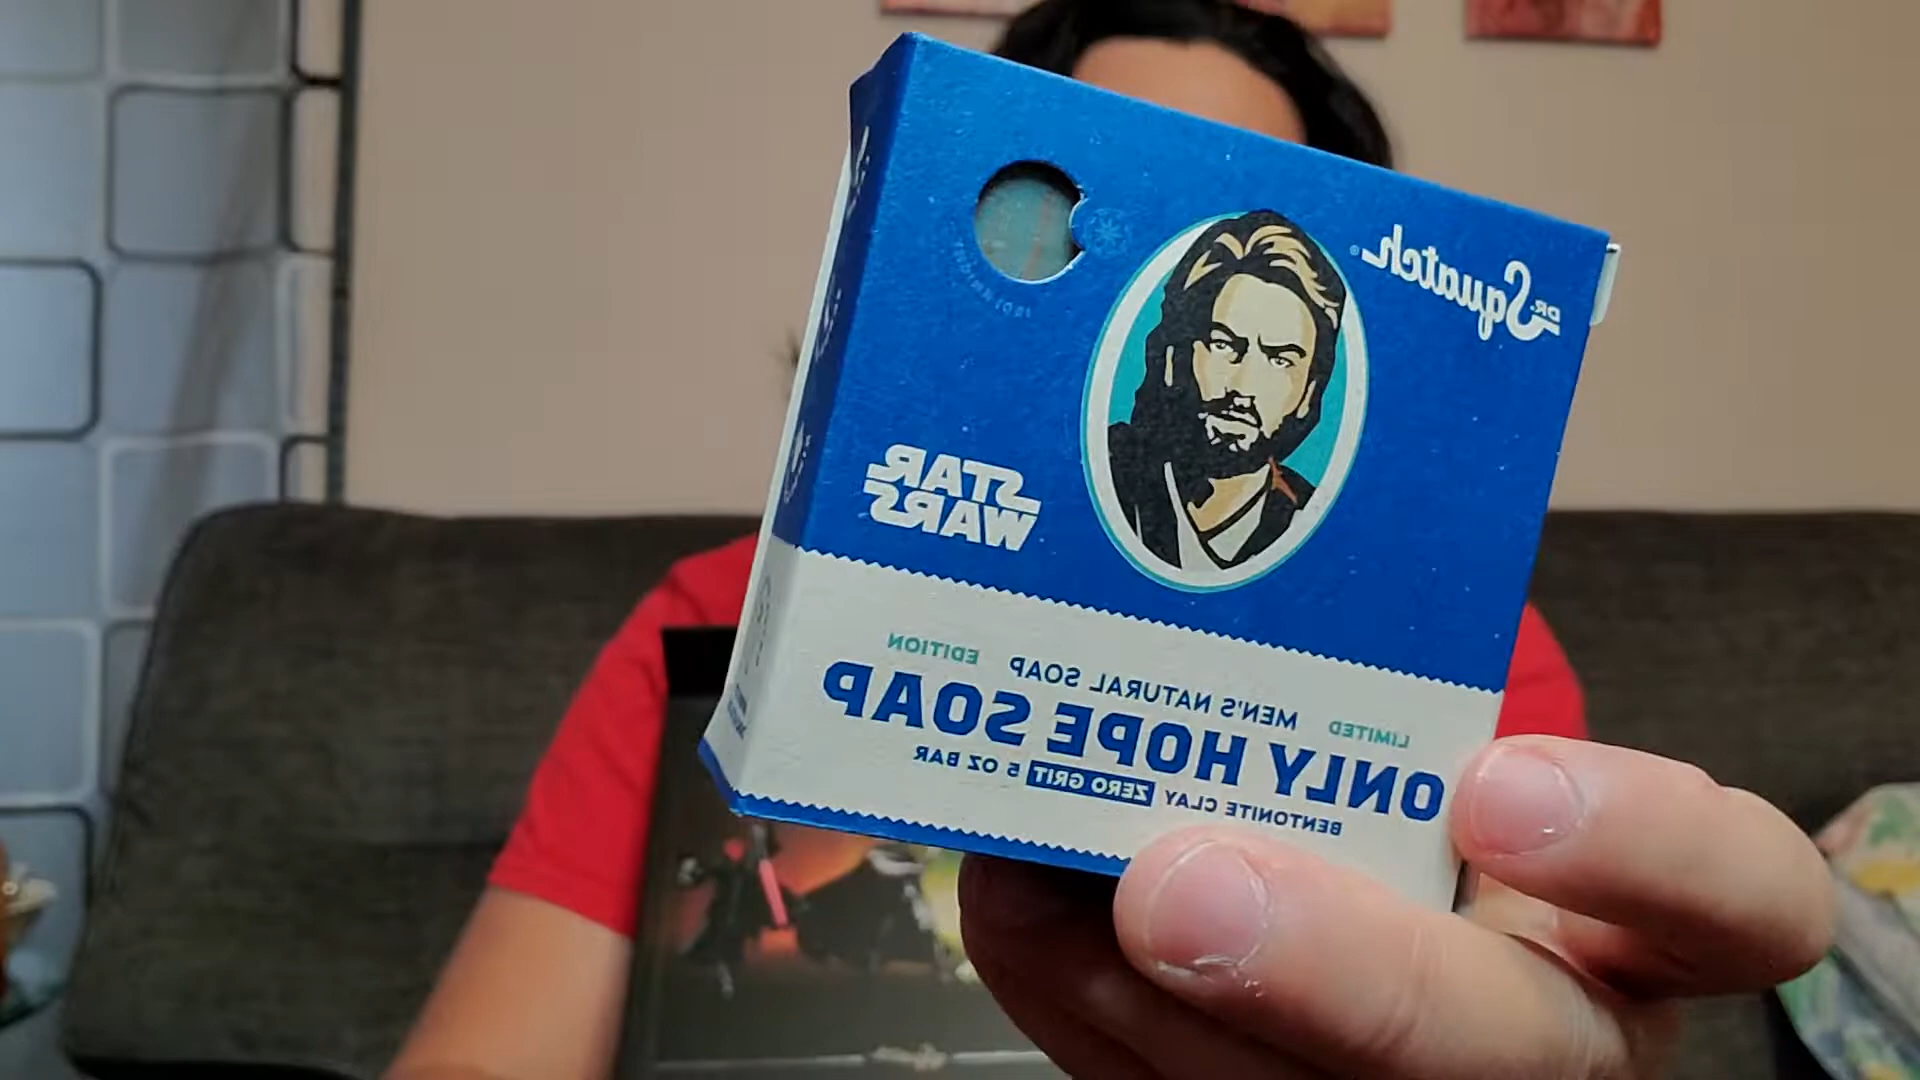 DR. Squatch®
STAR
WARS
LIMITED MEN'S NATURAL SOAP EDITION
ONLY HOPE SOAP
BENTONITE CLAY ZERO GRIT 5 OZ BAR